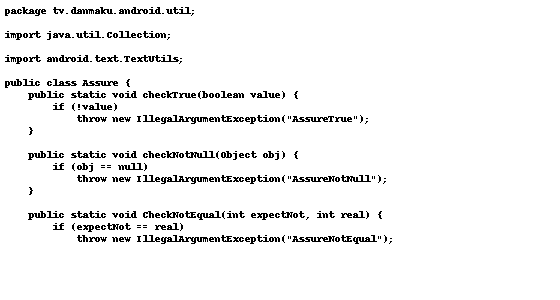 package tv.danmaku.android.util;
import java.util.Collection;
import android.text.TextUtils;
public class Assure {
public static void checkTrue(boolean value) {
if (!value)
throw new IllegalArgumentException("AssureTrue");
}
public static void checkNotNull(Object obj) {
if (obj == null)
throw new IllegalArgumentException("AssureNotNull");
}
public static void CheckNotEqual(int expectNot, int real) {
if (expectNot == real)
throw new IllegalArgumentException("AssureNotEqual");